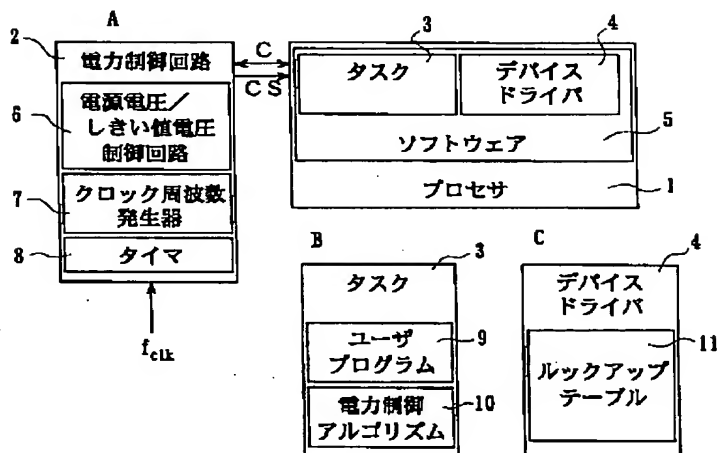 A
2
電力制御回路
6
電源電圧/
しきい値電圧
制御回路
7
クロック周波数
発生器
8
タイマ
fclk
C
CS
3
タスク
4
デバイス
ドライバ
5
ソフトウェア
プロセサ
1
B
3
タスク
ユーザ
プログラム
9
電力制御
アルゴリズム
10
C
4
デバイス
ドライバ
11
ルックアップ
テーブル